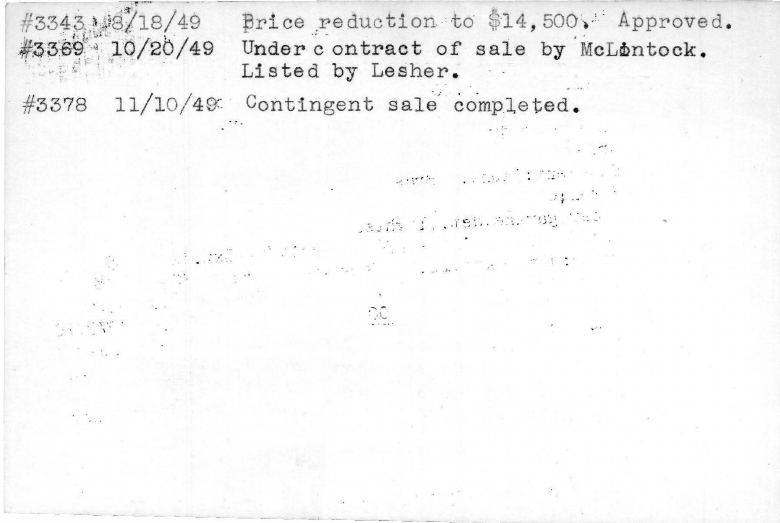 #3343 8/18/49 Price reduction to $14,500. Approved.
#3369 10/20/49 Under c ontract of sale by McLintock.
Listed by Lesher.
#3378 11/10/49 Contingent sale completed.